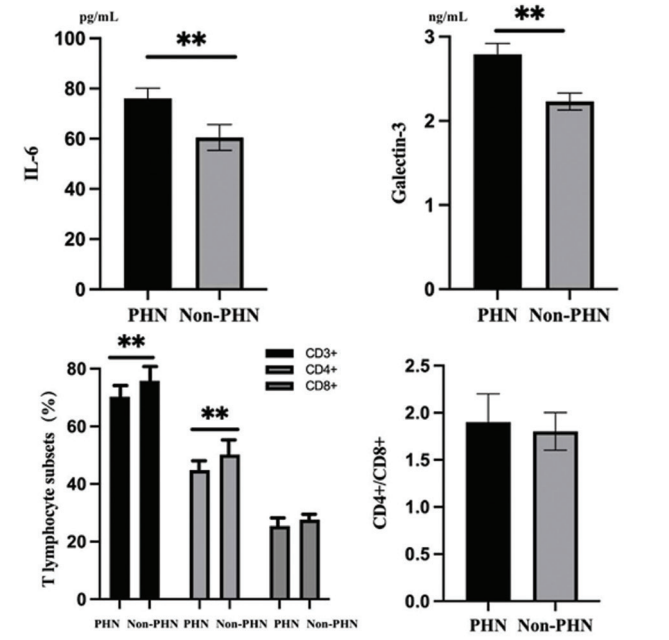 pg/mL
**
100
80
60
40
20
0
IL-6
PHN Non-PHN
ng/mL
**
3
2
1
0
Galectin-3
PHN Non-PHN
**
**
CD3+
CD4+
CD8+
80
60
40
20
0
T lymphocyte subsets (%)
PHN Non-PHN PHN Non-PHN PHN Non-PHN
2.5
2.0
1.5
1.0
0.5
0.0
CD4+/CD8+
PHN Non-PHN